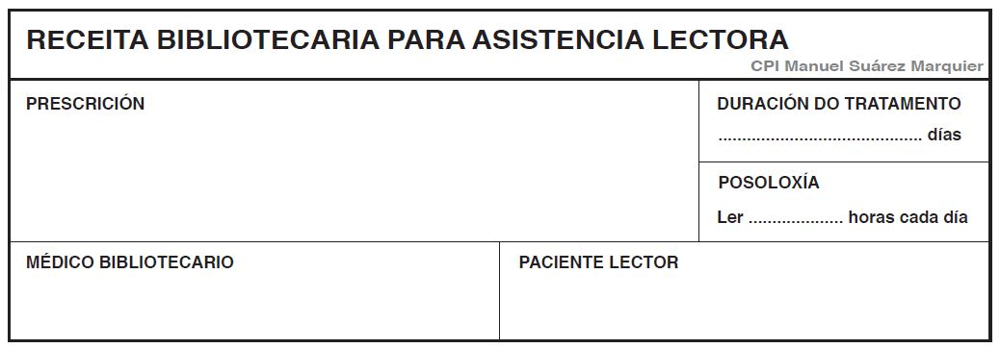 RECEITA BIBLIOTECARIA PARA ASISTENCIA LECTORA
CPI Manuel Suárez Marquier
PRESCRICIÓN
DURACIÓN DO TRATAMENTO
........................................... días
POSOLOXÍA
Ler .................... horas cada día
MÉDICO BIBLIOTECARIO
PACIENTE LECTOR